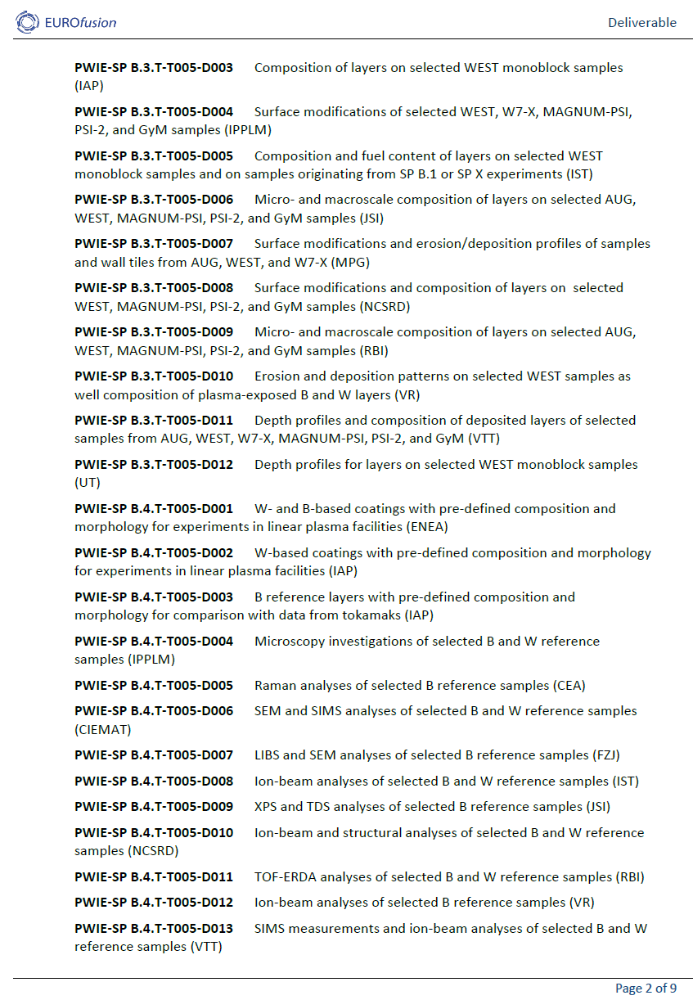 EUROfusion Deliverable
PWIE-SP B.3.T-T005-D003 Composition of layers on selected WEST monoblock samples
(IAP)
PWIE-SP B.3.T-T005-D004 Surface modifications of selected WEST, W7-X, MAGNUM-PSI,
PSI-2, and GyM samples (IPPLM)
PWIE-SP B.3.T-T005-D005 Composition and fuel content of layers on selected WEST
monoblock samples and on samples originating from SP B.1 or SP X experiments (IST)
PWIE-SP B.3.T-T005-D006 Micro- and macroscale composition of layers on selected AUG,
WEST, MAGNUM-PSI, PSI-2, and GyM samples (JSI)
PWIE-SP B.3.T-T005-D007 Surface modifications and erosion/deposition profiles of samples
and wall tiles from AUG, WEST, and W7-X (MPG)
PWIE-SP B.3.T-T005-D008 Surface modifications and composition of layers on selected
WEST, MAGNUM-PSI, PSI-2, and GyM samples (NCSRD)
PWIE-SP B.3.T-T005-D009 Micro- and macroscale composition of layers on selected AUG,
WEST, MAGNUM-PSI, PSI-2, and GyM samples (RBI)
PWIE-SP B.3.T-T005-D010 Erosion and deposition patterns on selected WEST samples as
well composition of plasma-exposed B and W layers (VR)
PWIE-SP B.3.T-T005-D011 Depth profiles and composition of deposited layers of selected
samples from AUG, WEST, W7-X, MAGNUM-PSI, PSI-2, and GyM (VTT)
PWIE-SP B.3.T-T005-D012 Depth profiles for layers on selected WEST monoblock samples
(UT)
PWIE-SP B.4.T-T005-D001 W- and B-based coatings with pre-defined composition and
morphology for experiments in linear plasma facilities (ENEA)
PWIE-SP B.4.T-T005-D002 W-based coatings with pre-defined composition and morphology
for experiments in linear plasma facilities (IAP)
PWIE-SP B.4.T-T005-D003 B reference layers with pre-defined composition and
morphology for comparison with data from tokamaks (IAP)
PWIE-SP B.4.T-T005-D004 Microscopy investigations of selected B and W reference
samples (IPPLM)
PWIE-SP B.4.T-T005-D005 Raman analyses of selected B reference samples (CEA)
PWIE-SP B.4.T-T005-D006 SEM and SIMS analyses of selected B and W reference samples
(CIEMAT)
PWIE-SP B.4.T-T005-D007 LIBS and SEM analyses of selected B reference samples (FZJ)
PWIE-SP B.4.T-T005-D008 Ion-beam analyses of selected B and W reference samples (IST)
PWIE-SP B.4.T-T005-D009 XPS and TDS analyses of selected B reference samples (JSI)
PWIE-SP B.4.T-T005-D010 Ion-beam and structural analyses of selected B and W reference
samples (NCSRD)
PWIE-SP B.4.T-T005-D011 TOF-ERDA analyses of selected B and W reference samples (RBI)
PWIE-SP B.4.T-T005-D012 Ion-beam analyses of selected B reference samples (VR)
PWIE-SP B.4.T-T005-D013 SIMS measurements and ion-beam analyses of selected B and W
reference samples (VTT)
Page 2 of 9